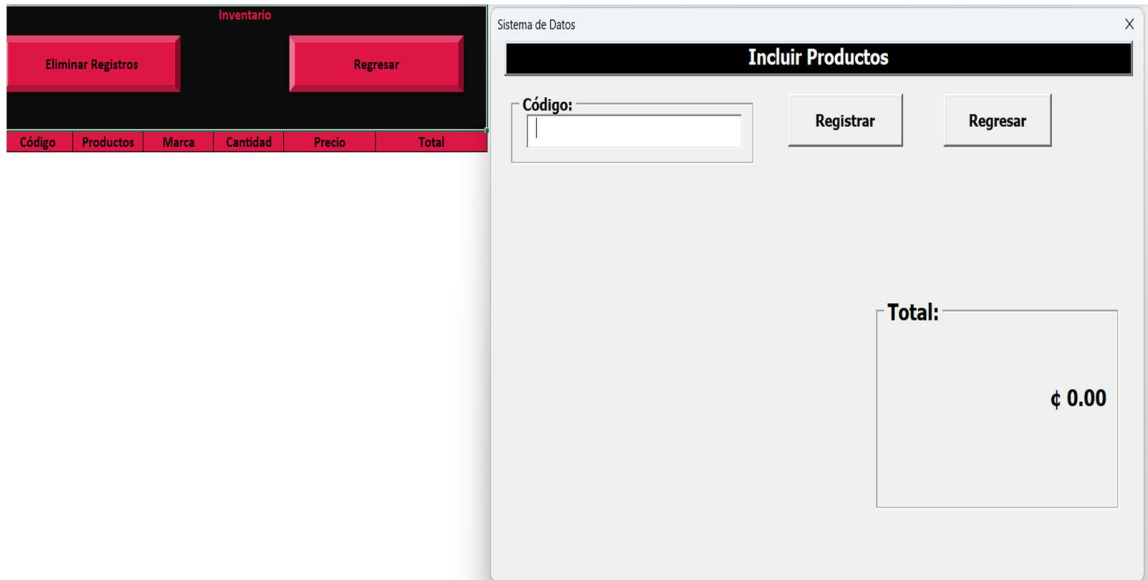 Inventario
Eliminar Registros
Regresar
Código Productos Marca Cantidad Precio Total
Sistema de Datos X
Incluir Productos
Código:
Registrar
Regresar
Total:
¢ 0.00